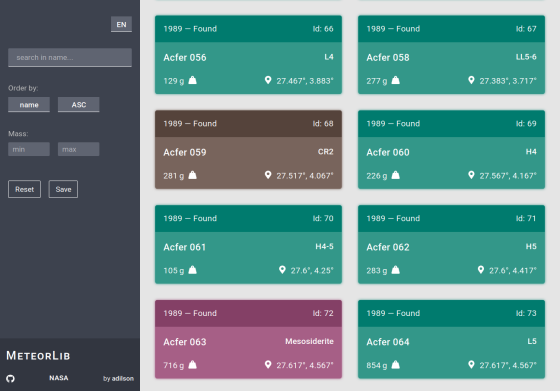 EN
search in name...
Order by:
name ASC
Mass:
min max
Reset Save
METEORLIB
NASA by adilson
1989 — Found Id: 66
Acfer 056 L4
129 g 27.467°, 3.883°
1989 — Found Id: 67
Acfer 058 LL5-6
277 g 27.383°, 3.717°
1989 — Found Id: 68
Acfer 059 CR2
281 g 27.517°, 4.067°
1989 — Found Id: 69
Acfer 060 H4
226 g 27.567°, 4.167°
1989 — Found Id: 70
Acfer 061 H4-5
105 g 27.6°, 4.25°
1989 — Found Id: 71
Acfer 062 H5
283 g 27.6°, 4.417°
1989 — Found Id: 72
Acfer 063 Mesosiderite
716 g 27.617°, 4.567°
1989 — Found Id: 73
Acfer 064 L5
854 g 27.617°, 4.567°